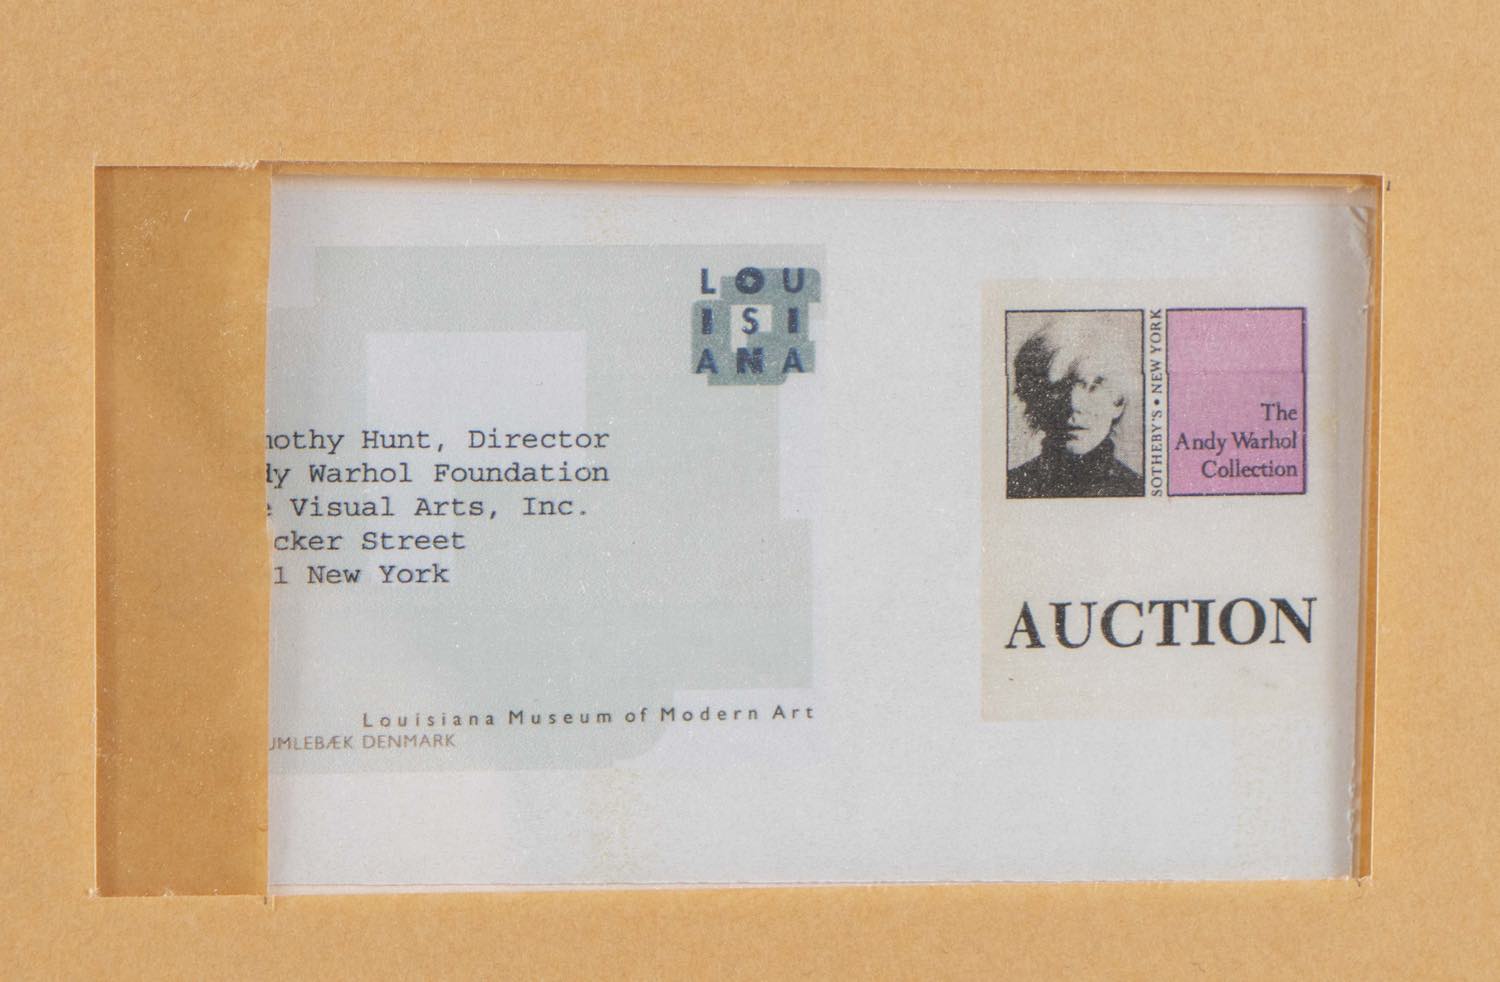 LOU
ISI
ANA
mothy Hunt, Director
dy Warhol Foundation
e Visual Arts, Inc.
cker Street
1 New York
Louisiana Museum of Modern Art
UMLEBÆK DENMARK
SOTHEBY'S • NEW YORK
The
Andy Warhol
Collection
AUCTION